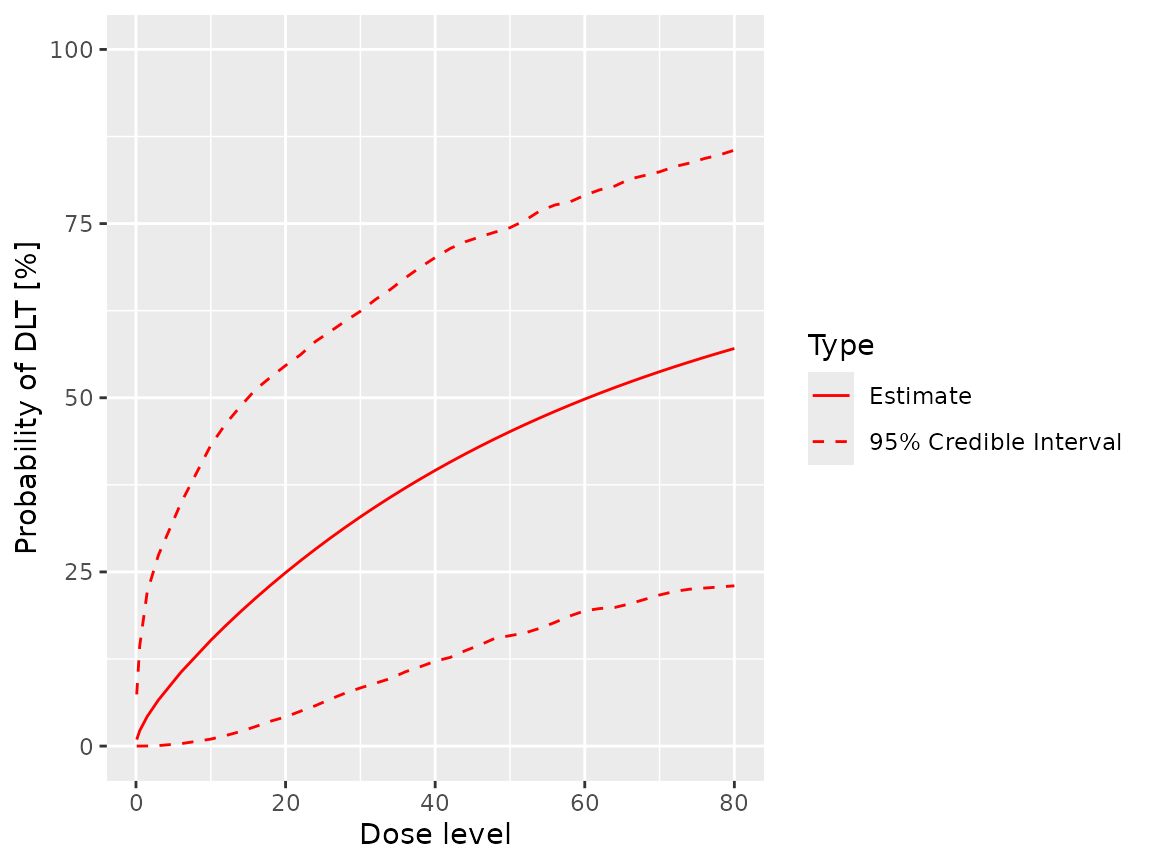 100
75
50
25
0
Probability of DLT [%]
0 20 40 60 80
Dose level
Type
Estimate
95% Credible Interval